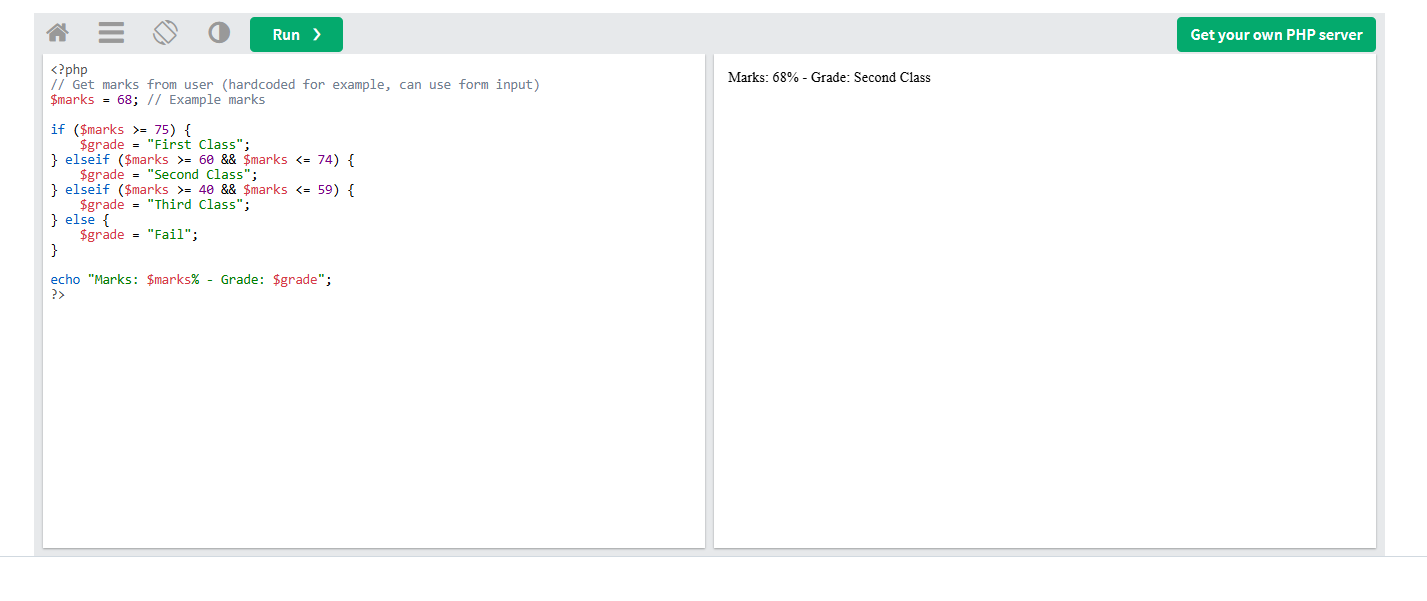 Run ❯
Get your own PHP server
<?php
// Get marks from user (hardcoded for example, can use form input)
$marks = 68; // Example marks

if ($marks >= 75) {
    $grade = "First Class";
} elseif ($marks >= 60 && $marks <= 74) {
    $grade = "Second Class";
} elseif ($marks >= 40 && $marks <= 59) {
    $grade = "Third Class";
} else {
    $grade = "Fail";
}

echo "Marks: $marks% - Grade: $grade";
?>
Marks: 68% - Grade: Second Class